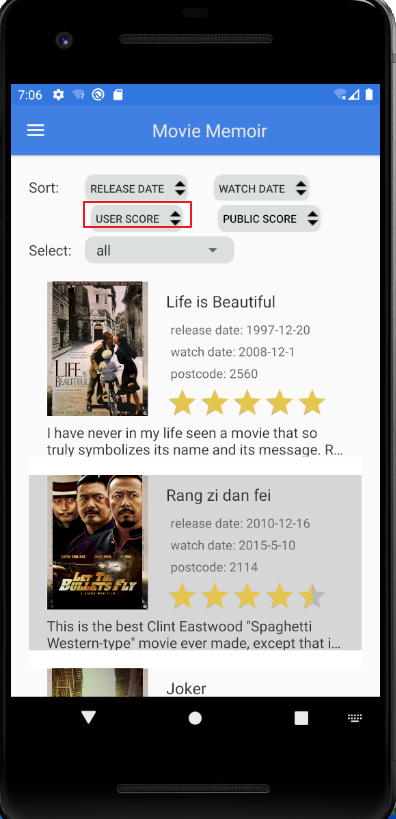 7:06
Movie Memoir
Sort: RELEASE DATE WATCH DATE
USER SCORE PUBLIC SCORE
Select: all
LIFE is BEAUTIFUL
Life is Beautiful
release date: 1997-12-20
watch date: 2008-12-1
postcode: 2560
I have never in my life seen a movie that so
truly symbolizes its name and its message. R...
LET THE BULLETS FLY
Rang zi dan fei
release date: 2010-12-16
watch date: 2015-5-10
postcode: 2114
This is the best Clint Eastwood "Spaghetti
Western-type" movie ever made, except that i...
Joker